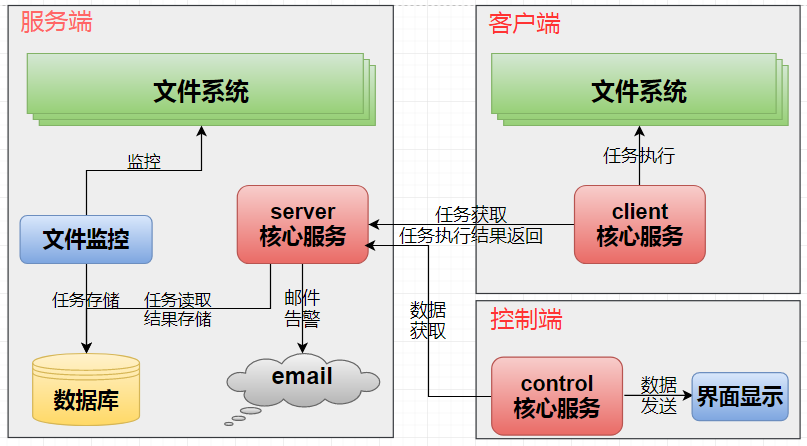 服务端
文件系统
监控
文件监控
server
核心服务
任务存储
任务读取
结果存储
邮件
告警
数据库
email
客户端
文件系统
任务执行
client
核心服务
任务获取
任务执行结果返回
数据
获取
控制端
control
核心服务
数据
发送
界面显示